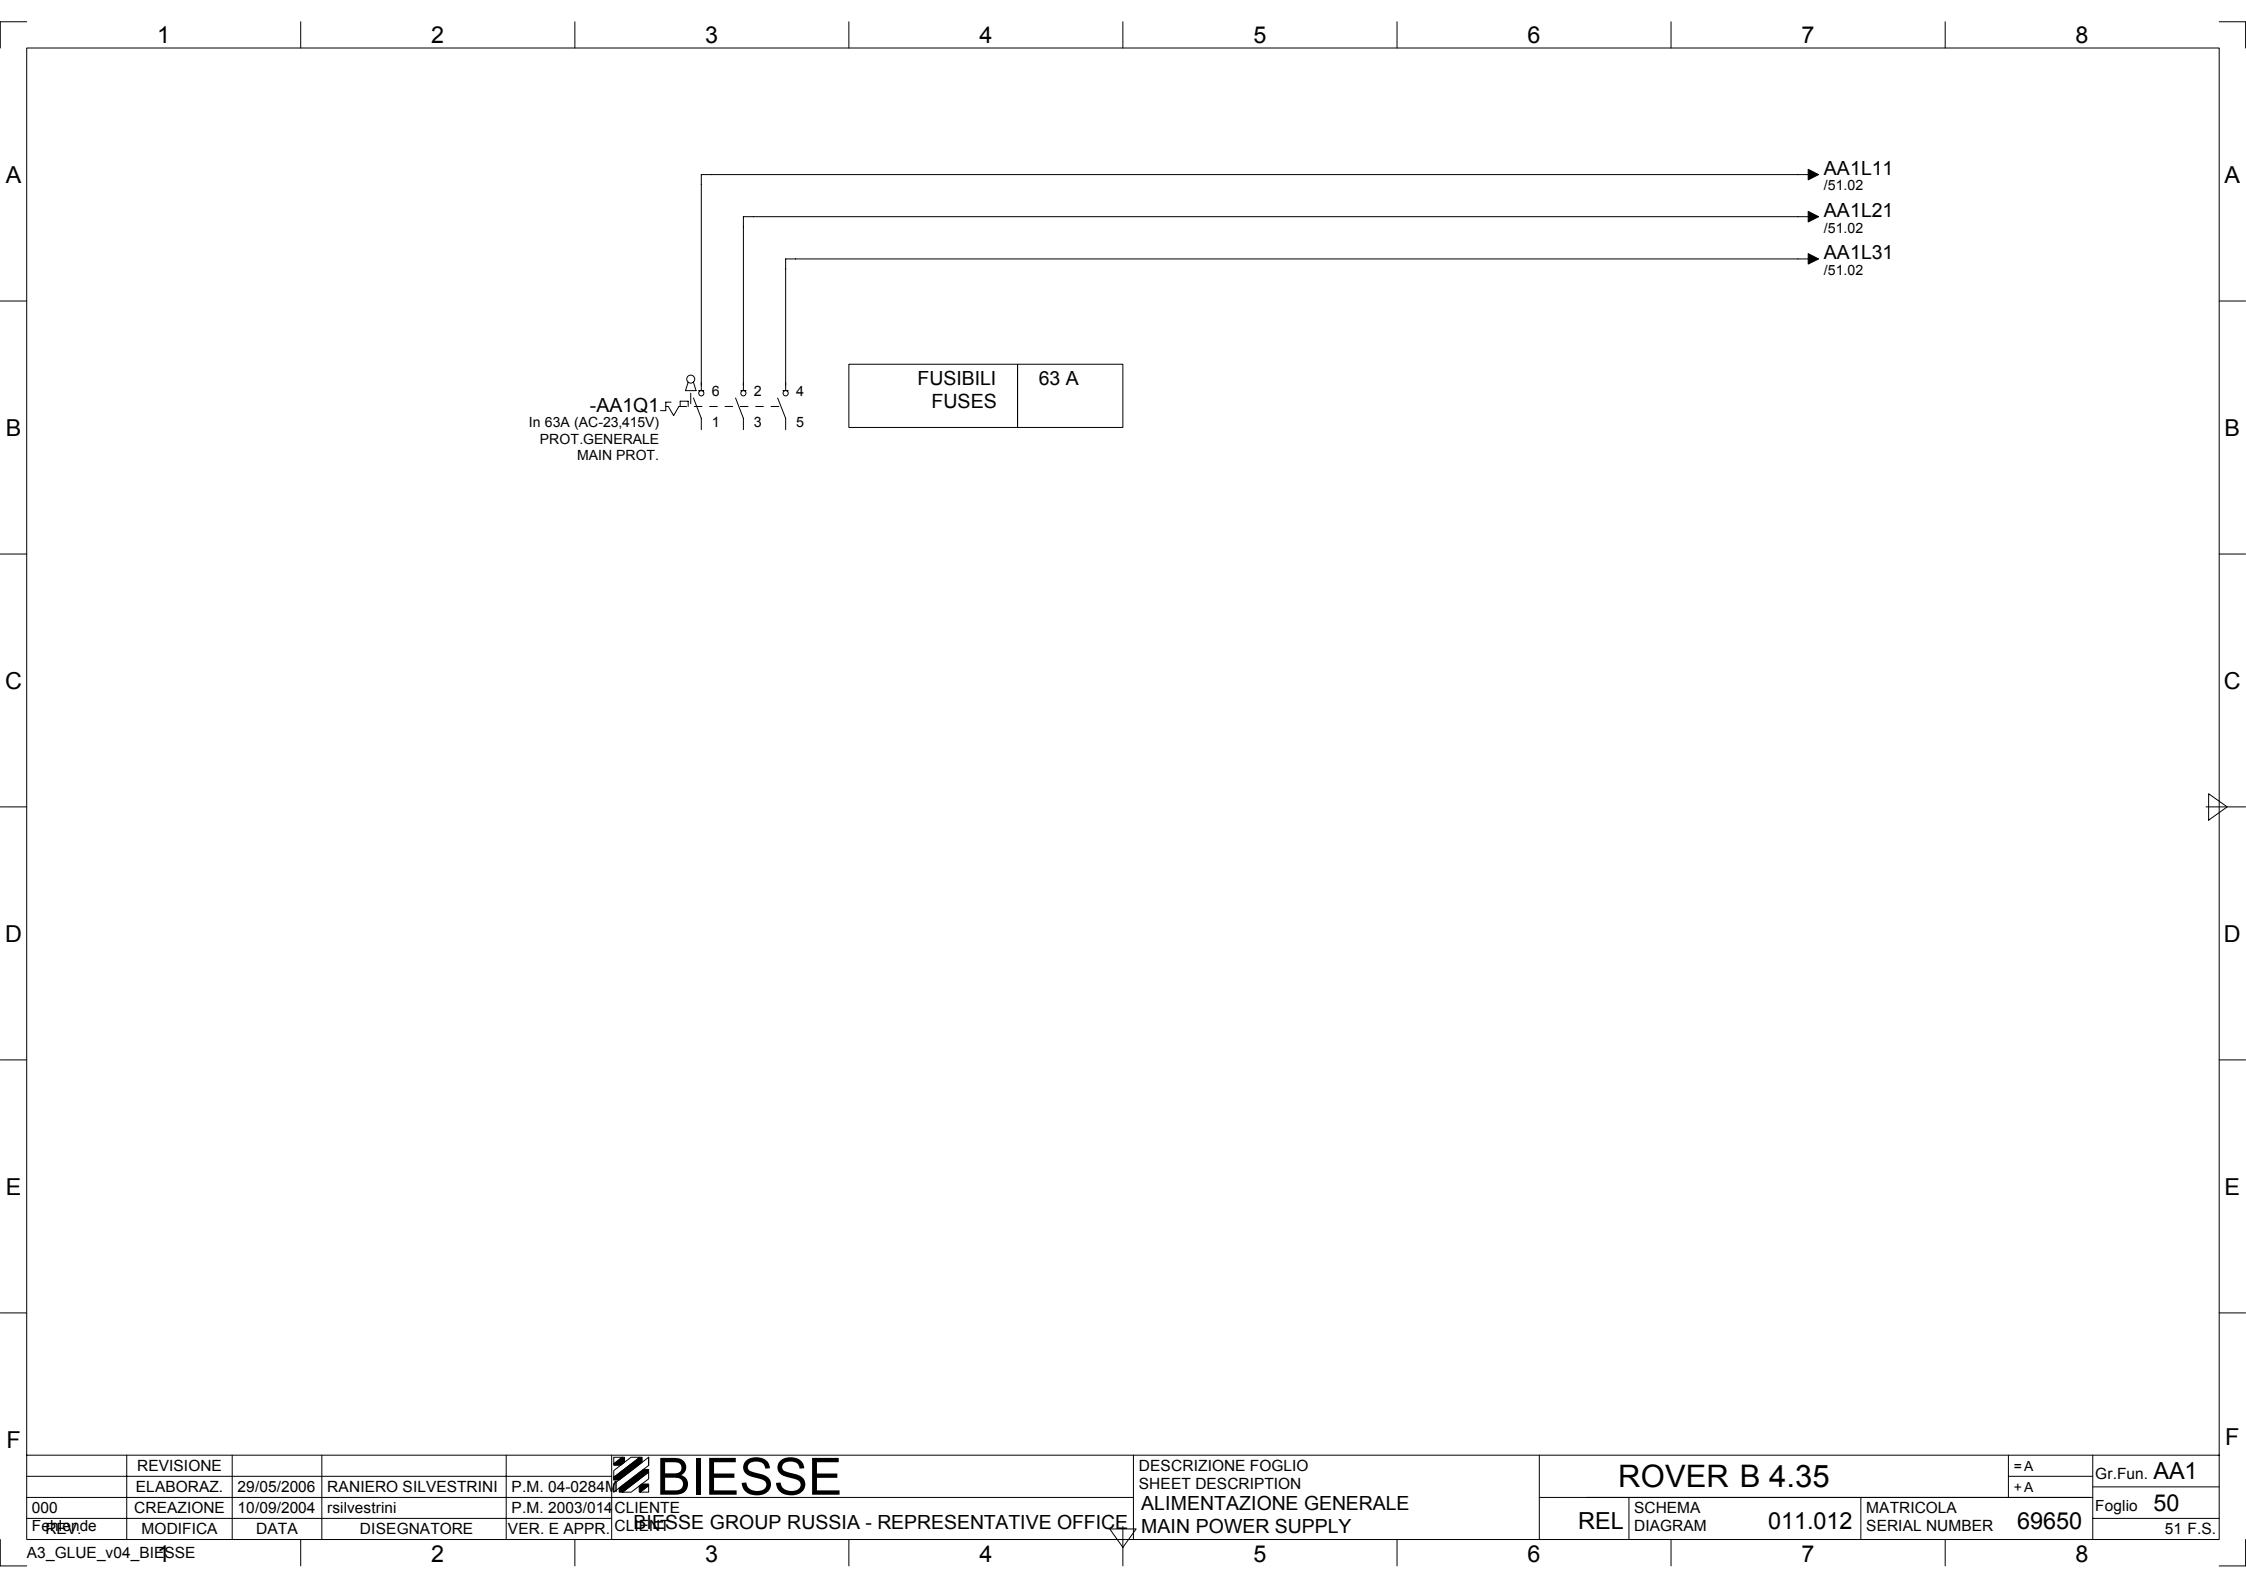 1 2 3 4 5 6 7 8
A A
AA1L11
/51.02
AA1L21
/51.02
AA1L31
/51.02
-AA1Q1
In 63A (AC-23,415V)
PROT.GENERALE
MAIN PROT.
6 2 4
1 3 5
FUSIBILI 63 A
FUSES
B B
C C
D D
E E
F F
REVISIONE
ELABORAZ. 29/05/2006 RANIERO SILVESTRINI P.M. 04-0284M
000 CREAZIONE 10/09/2004 rsilvestrini P.M. 2003/014
Fehlende
REV. MODIFICA DATA DISEGNATORE VER. E APPR.
BIESSE
CLIENTE
CLIENT
BIESSE GROUP RUSSIA - REPRESENTATIVE OFFICE
DESCRIZIONE FOGLIO
SHEET DESCRIPTION
ALIMENTAZIONE GENERALE
MAIN POWER SUPPLY
ROVER B 4.35
= A
+ A
REL SCHEMA
DIAGRAM 011.012
MATRICOLA
SERIAL NUMBER 69650
Gr.Fun. AA1
Foglio 50
51 F.S.
A3_GLUE_v04_BIESSE
1 2 3 4 5 6 7 8